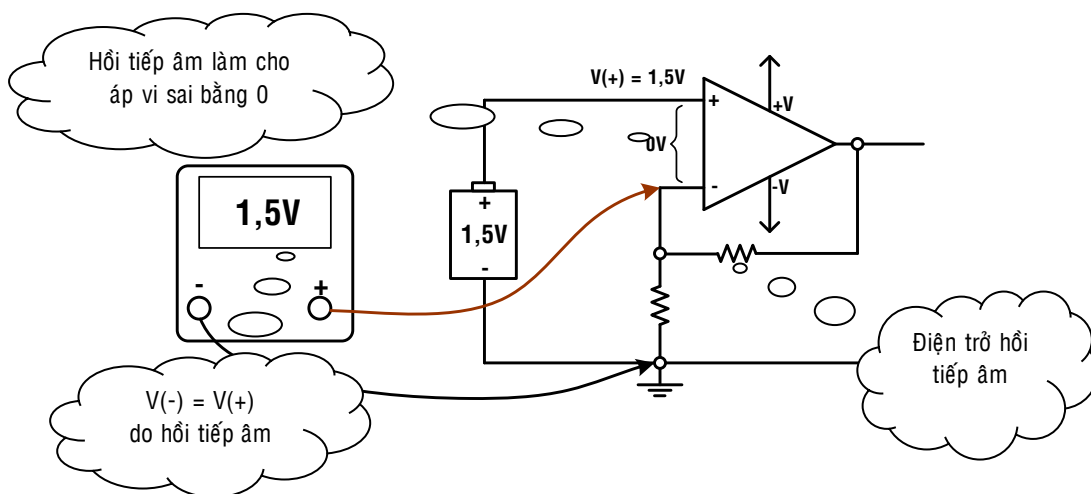 Hồi tiếp âm làm cho
áp vi sai bằng 0
V(+) = 1,5V
+
+V
0V
-
-V
1,5V
-
+
+
1,5V
-
V(-) = V(+)
do hồi tiếp âm
Điện trở hồi
tiếp âm